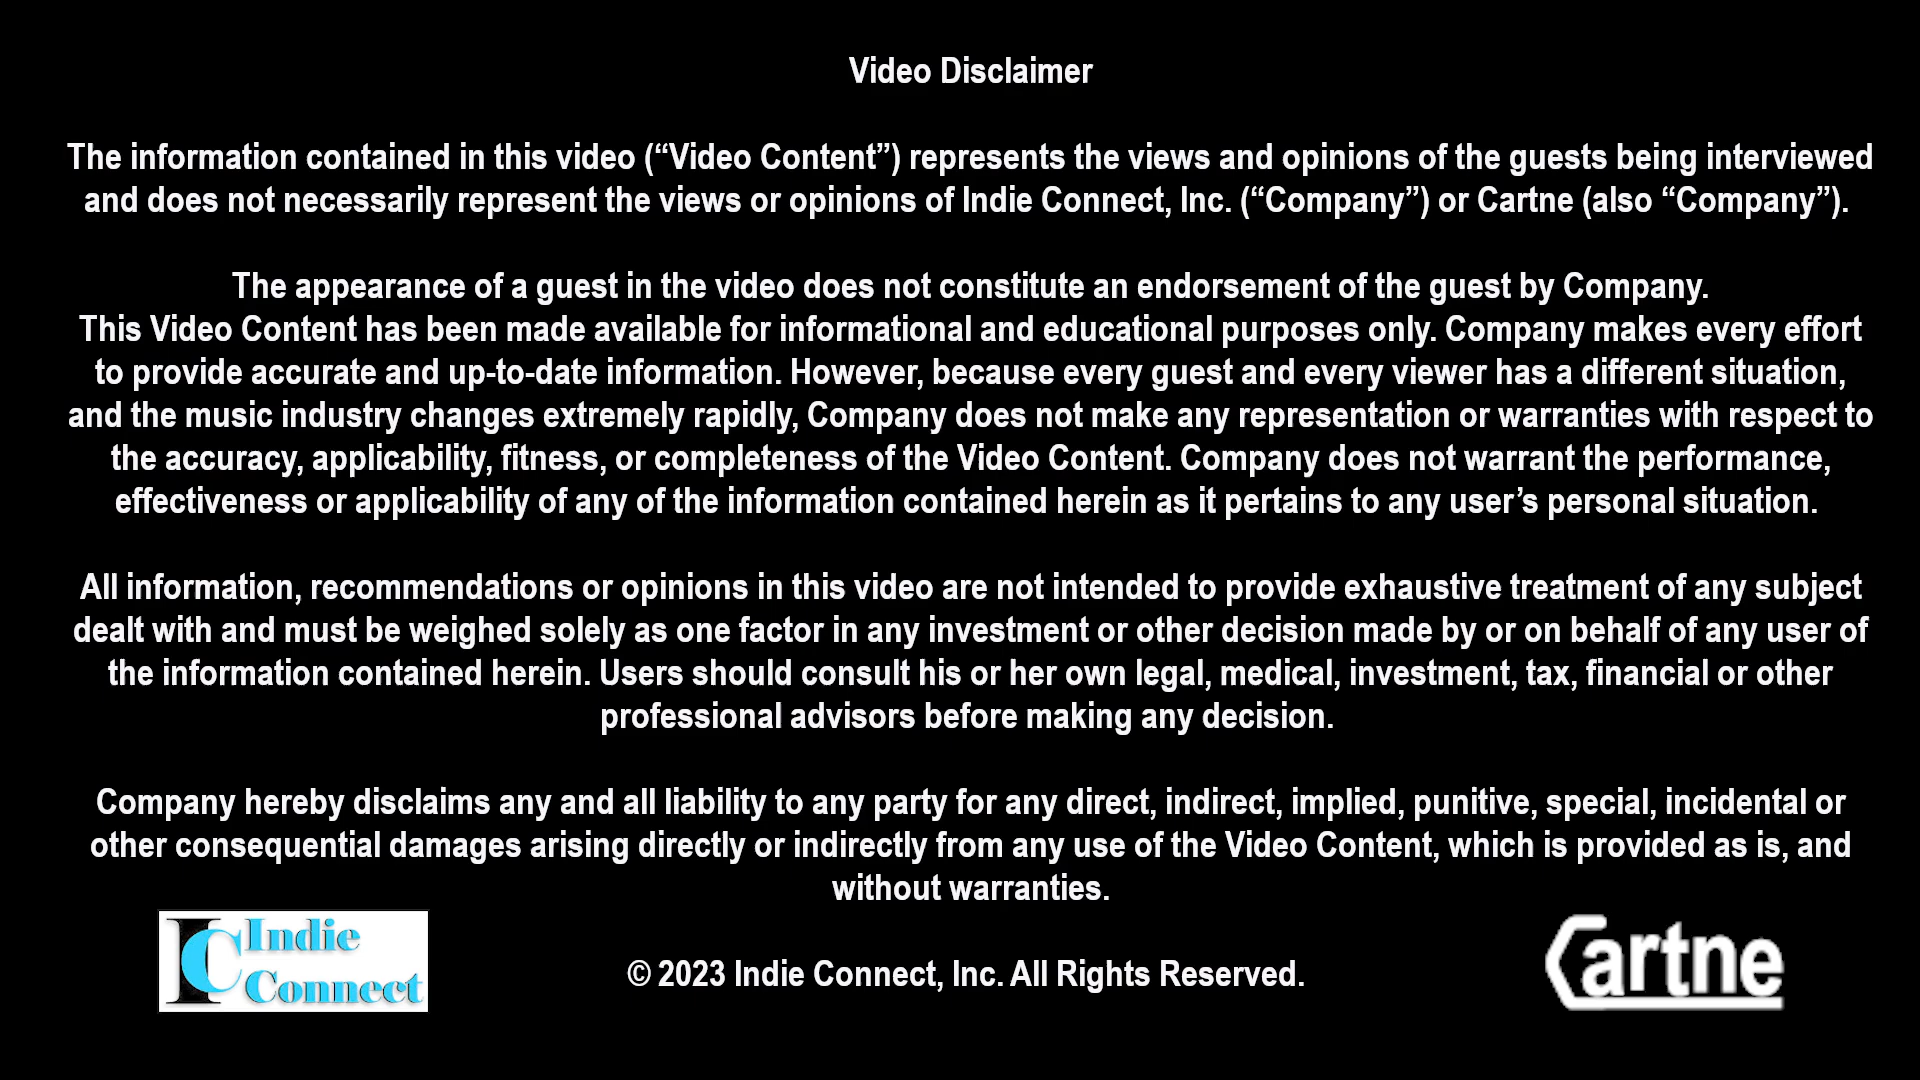 Video Disclaimer
The information contained in this video (“Video Content”) represents the views and opinions of the guests being interviewed
and does not necessarily represent the views or opinions of Indie Connect, Inc. (“Company”) or Cartne (also “Company”).
The appearance of a guest in the video does not constitute an endorsement of the guest by Company.
This Video Content has been made available for informational and educational purposes only. Company makes every effort
to provide accurate and up-to-date information. However, because every guest and every viewer has a different situation,
and the music industry changes extremely rapidly, Company does not make any representation or warranties with respect to
the accuracy, applicability, fitness, or completeness of the Video Content. Company does not warrant the performance,
effectiveness or applicability of any of the information contained herein as it pertains to any user’s personal situation.
All information, recommendations or opinions in this video are not intended to provide exhaustive treatment of any subject
dealt with and must be weighed solely as one factor in any investment or other decision made by or on behalf of any user of
the information contained herein. Users should consult his or her own legal, medical, investment, tax, financial or other
professional advisors before making any decision.
Company hereby disclaims any and all liability to any party for any direct, indirect, implied, punitive, special, incidental or
other consequential damages arising directly or indirectly from any use of the Video Content, which is provided as is, and
without warranties.
IC Indie
Connect
© 2023 Indie Connect, Inc. All Rights Reserved.
Cartne